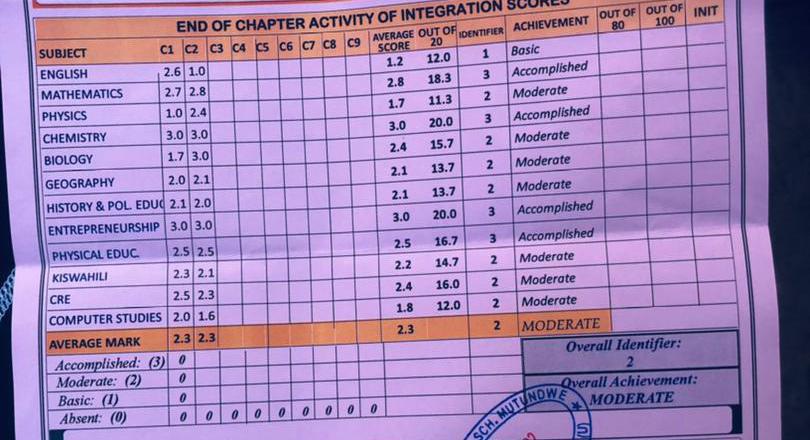 END OF CHAPTER ACTIVITY OF INTEGRATION SCORES
SUBJECT C1 C2 C3 C4 C5 C6 C7 C8 C9 AVERAGE SCORE OUT OF 20 IDENTIFIER ACHIEVEMENT OUT OF 80 OUT OF 100 INIT
ENGLISH 2.6 1.0 1.2 12.0 1 Basic
MATHEMATICS 2.7 2.8 2.8 18.3 3 Accomplished
PHYSICS 1.0 2.4 1.7 11.3 2 Moderate
CHEMISTRY 3.0 3.0 3.0 20.0 3 Accomplished
BIOLOGY 1.7 3.0 2.4 15.7 2 Moderate
GEOGRAPHY 2.0 2.1 2.1 13.7 2 Moderate
HISTORY & POL. EDUC 2.1 2.0 2.1 13.7 2 Moderate
ENTREPRENEURSHIP 3.0 3.0 3.0 20.0 3 Accomplished
PHYSICAL EDUC. 2.5 2.5 2.5 16.7 3 Accomplished
KISWAHILI 2.3 2.1 2.2 14.7 2 Moderate
CRE 2.5 2.3 2.4 16.0 2 Moderate
COMPUTER STUDIES 2.0 1.6 1.8 12.0 2 Moderate
AVERAGE MARK 2.3 2.3 2.3 2 MODERATE
Accomplished: (3) 0
Moderate: (2) 0
Basic: (1) 0
Absent: (0) 0 0 0 0 0 0 0 0 0
Overall Identifier:
2
Overall Achievement:
MODERATE
SCH. MUTUNDWE